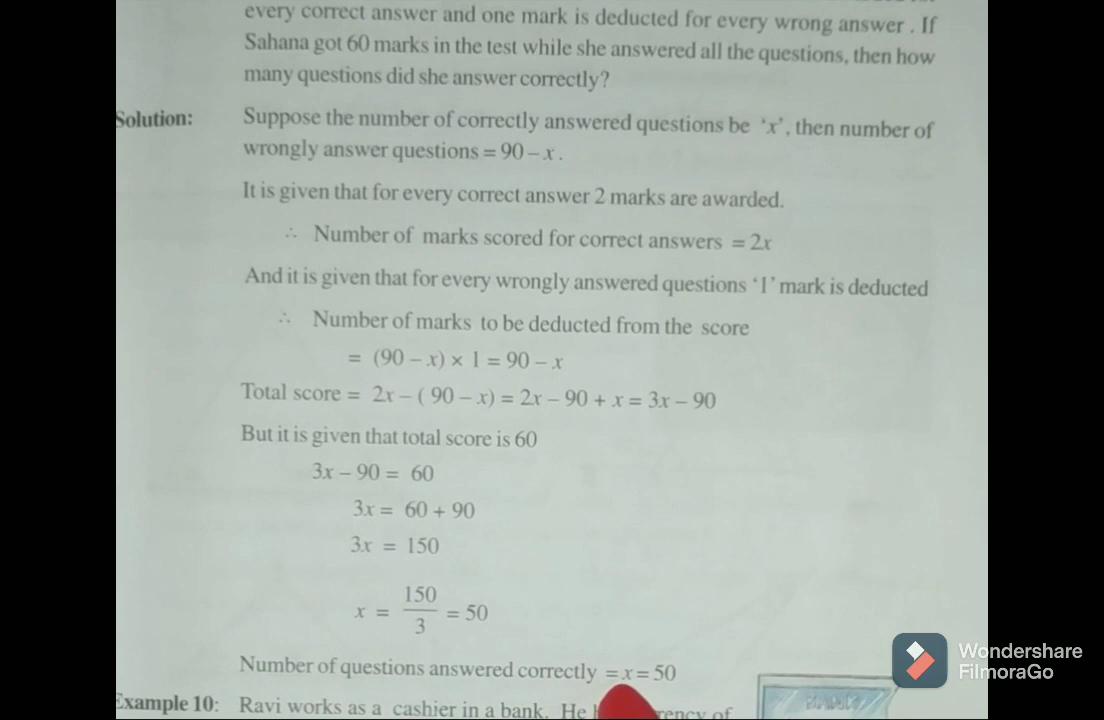 every correct answer and one mark is deducted for every wrong answer . If
Sahana got 60 marks in the test while she answered all the questions, then how
many questions did she answer correctly?
Solution: Suppose the number of correctly answered questions be 'x', then number of
wrongly answer questions = 90 – x .
It is given that for every correct answer 2 marks are awarded.
∴ Number of marks scored for correct answers = 2x
And it is given that for every wrongly answered questions '1' mark is deducted
∴ Number of marks to be deducted from the score
= (90 – x) × 1 = 90 – x
Total score = 2x – ( 90 – x) = 2x – 90 + x = 3x – 90
But it is given that total score is 60
3x – 90 = 60
3x = 60 + 90
3x = 150
x = 150/3 = 50
Number of questions answered correctly = x = 50
Example 10: Ravi works as a cashier in a bank. He of
BANK
Wondershare
FilmoraGo